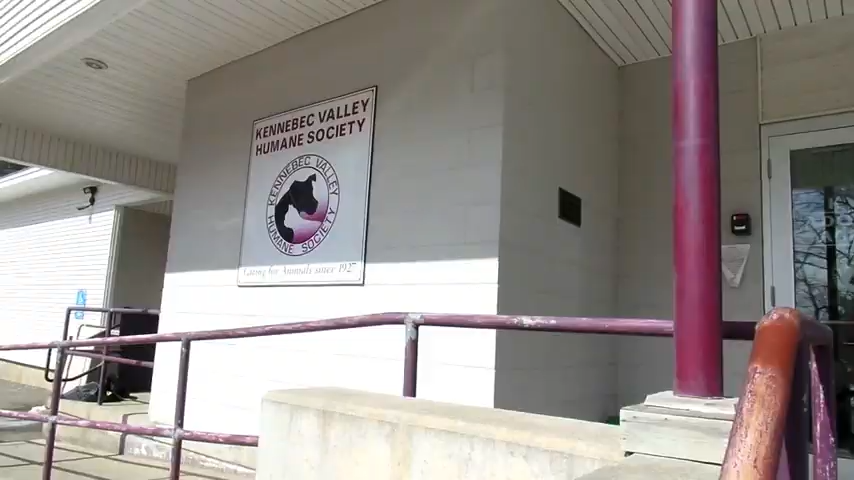 KENNEBEC VALLEY
HUMANE SOCIETY
KENNEBEC VALLEY
HUMANE SOCIETY
Caring for Animals since 1927